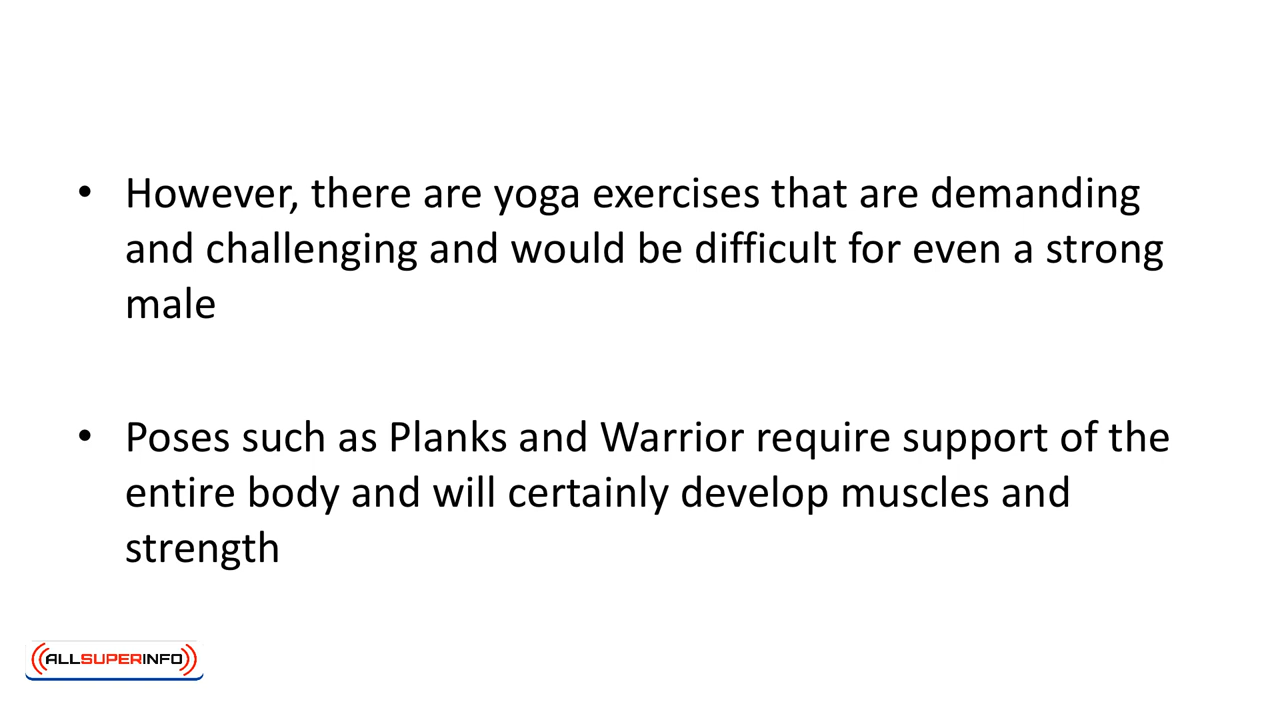 • However, there are yoga exercises that are demanding
and challenging and would be difficult for even a strong
male
• Poses such as Planks and Warrior require support of the
entire body and will certainly develop muscles and
strength
ALLSUPERINFO